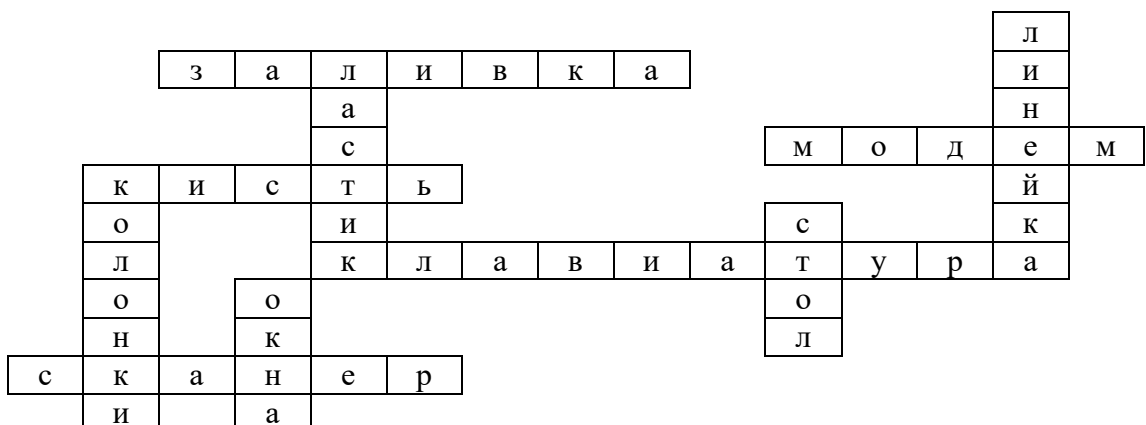 л
з а л и в к а и
а н
с м о д е м
к и с т ь й
о и с к
л к л а в и а т у р а
о о о
н к л
с к а н е р
и а